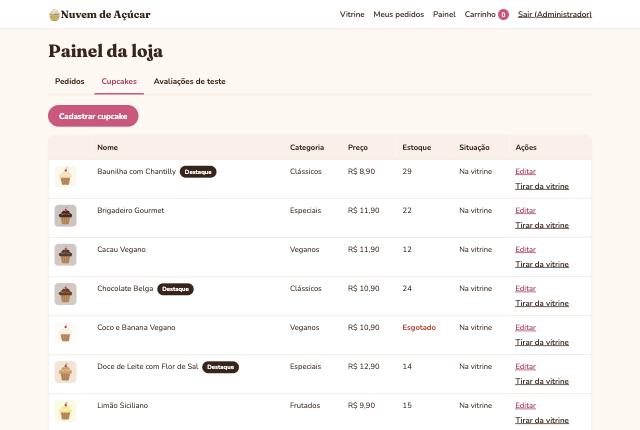 Nuvem de Açúcar
Vitrine Meus pedidos Painel Carrinho 0 Sair (Administrador)
Painel da loja
Pedidos Cupcakes Avaliações de teste
Cadastrar cupcake
Nome Categoria Preço Estoque Situação Ações
Baunilha com Chantilly Destaque Clássicos R$ 8,90 29 Na vitrine Editar
Tirar da vitrine
Brigadeiro Gourmet Especiais R$ 11,90 22 Na vitrine Editar
Tirar da vitrine
Cacau Vegano Veganos R$ 11,90 12 Na vitrine Editar
Tirar da vitrine
Chocolate Belga Destaque Clássicos R$ 10,90 24 Na vitrine Editar
Tirar da vitrine
Coco e Banana Vegano Veganos R$ 10,90 Esgotado Na vitrine Editar
Tirar da vitrine
Doce de Leite com Flor de Sal Destaque Especiais R$ 12,90 14 Na vitrine Editar
Tirar da vitrine
Limão Siciliano Frutados R$ 9,90 15 Na vitrine Editar
Tirar da vitrine